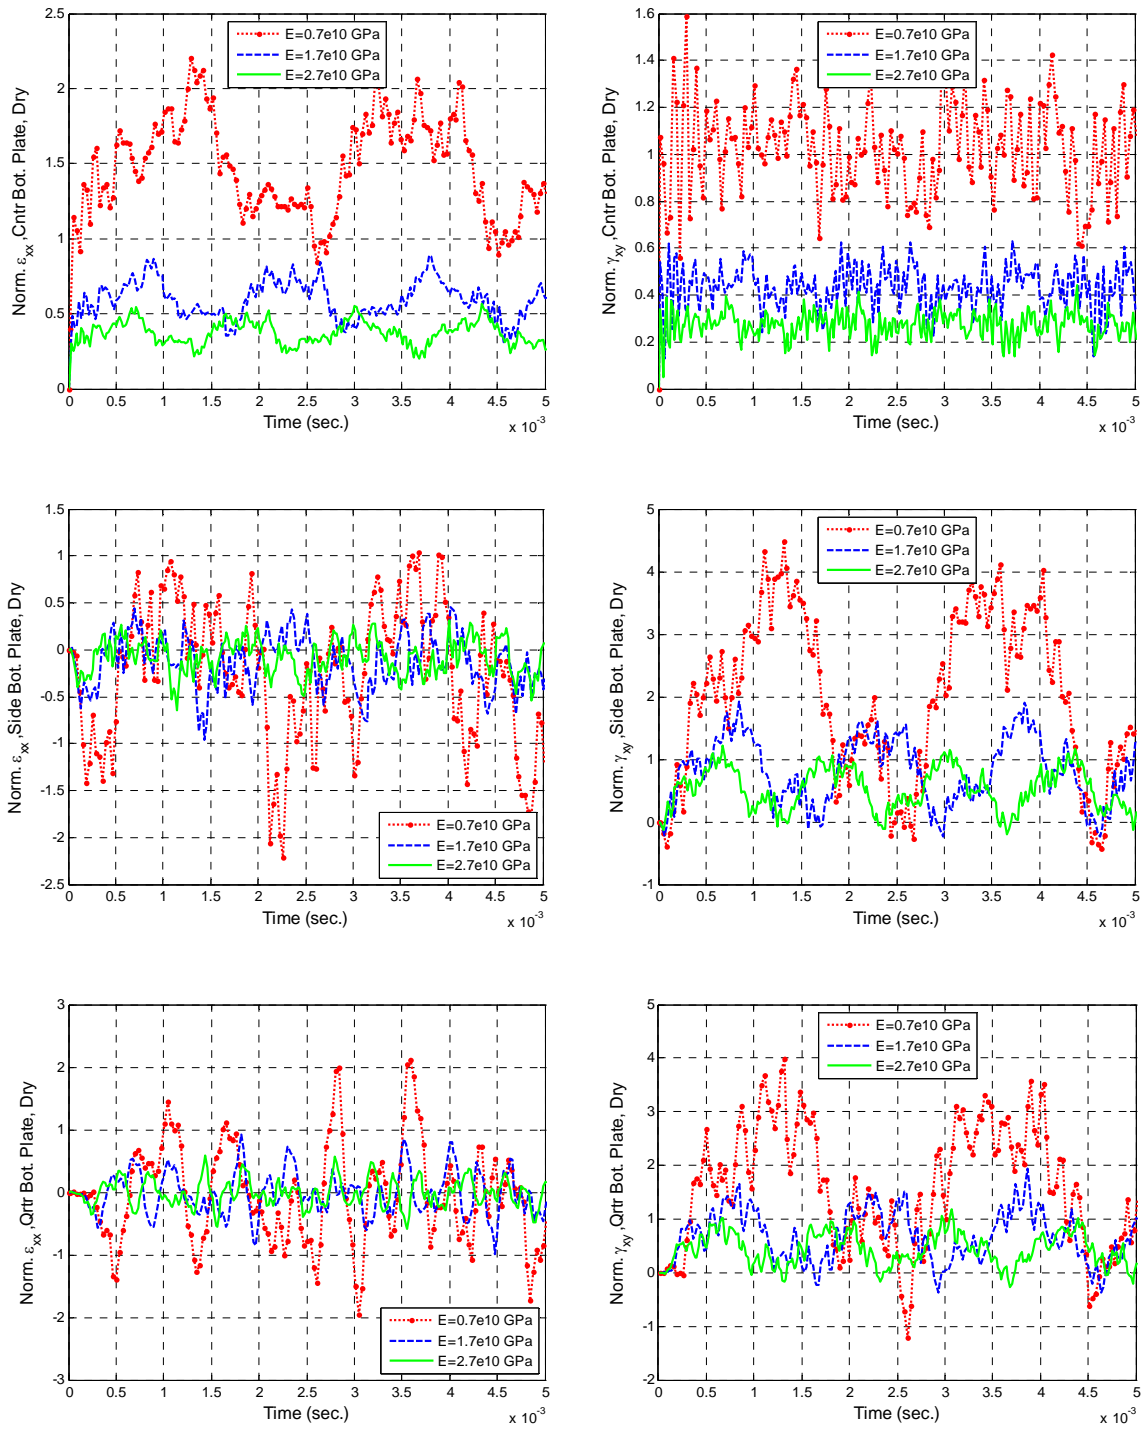 2.5
2
1.5
1
0.5
0
0 0.5 1 1.5 2 2.5 3 3.5 4 4.5 5
x 10-3
Time (sec.)
Norm. εxx ,Cntr Bot. Plate, Dry
E=0.7e10 GPa
E=1.7e10 GPa
E=2.7e10 GPa
1.6
1.4
1.2
1
0.8
0.6
0.4
0.2
0
0 0.5 1 1.5 2 2.5 3 3.5 4 4.5 5
x 10-3
Time (sec.)
Norm. γxy ,Cntr Bot. Plate, Dry
E=0.7e10 GPa
E=1.7e10 GPa
E=2.7e10 GPa
1.5
1
0.5
0
-0.5
-1
-1.5
-2
-2.5
0 0.5 1 1.5 2 2.5 3 3.5 4 4.5 5
x 10-3
Time (sec.)
Norm. εxx ,Side Bot. Plate, Dry
E=0.7e10 GPa
E=1.7e10 GPa
E=2.7e10 GPa
5
4
3
2
1
0
-1
0 0.5 1 1.5 2 2.5 3 3.5 4 4.5 5
x 10-3
Time (sec.)
Norm. γxy ,Side Bot. Plate, Dry
E=0.7e10 GPa
E=1.7e10 GPa
E=2.7e10 GPa
3
2
1
0
-1
-2
-3
0 0.5 1 1.5 2 2.5 3 3.5 4 4.5 5
x 10-3
Time (sec.)
Norm. εxx ,Qrtr Bot. Plate, Dry
E=0.7e10 GPa
E=1.7e10 GPa
E=2.7e10 GPa
5
4
3
2
1
0
-1
-2
0 0.5 1 1.5 2 2.5 3 3.5 4 4.5 5
x 10-3
Time (sec.)
Norm. γxy ,Qrtr Bot. Plate, Dry
E=0.7e10 GPa
E=1.7e10 GPa
E=2.7e10 GPa